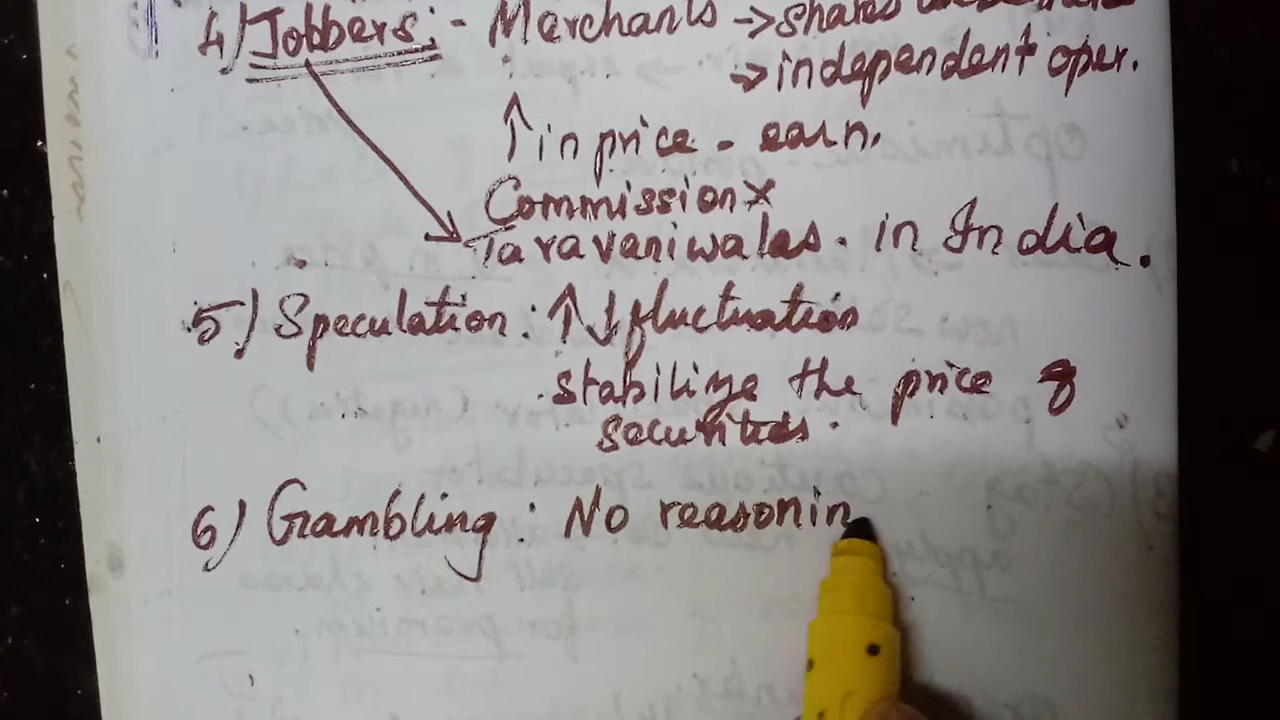 4) Jobbers: - Merchants → shares
→ independent oper.
↑ in price - earn.
Commission x
Taravaniwalas. in India.
5) Speculation: ↑↓ fluctuation
stabilize the price of
securities.
6) Gambling: No reasonin